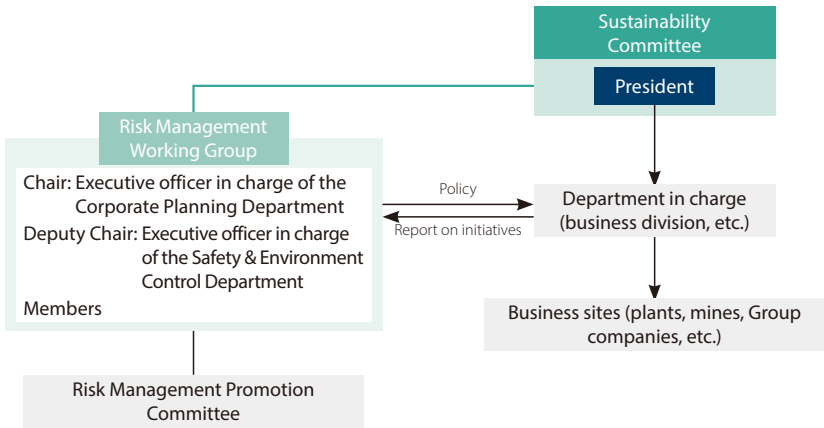 Sustainability
Committee
President
Risk Management
Working Group
Chair: Executive officer in charge of the
Corporate Planning Department
Deputy Chair: Executive officer in charge
of the Safety & Environment
Control Department
Members
Policy
Report on initiatives
Department in charge
(business division, etc.)
Business sites (plants, mines, Group
companies, etc.)
Risk Management Promotion
Committee